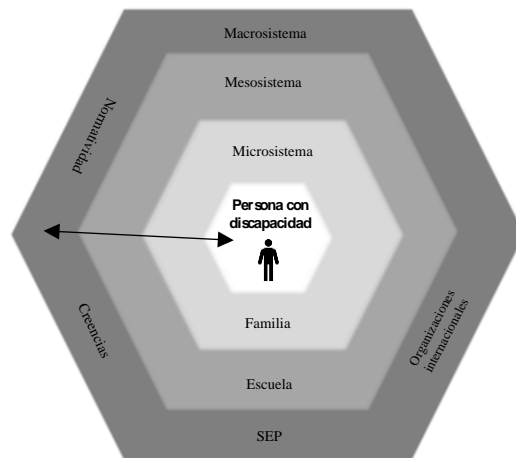 Macrosistema
Mesosistema
Normatividad
Microsistema
Persona con
discapacidad
Creencias
Familia
Organizaciones
internacionales
Escuela
SEP